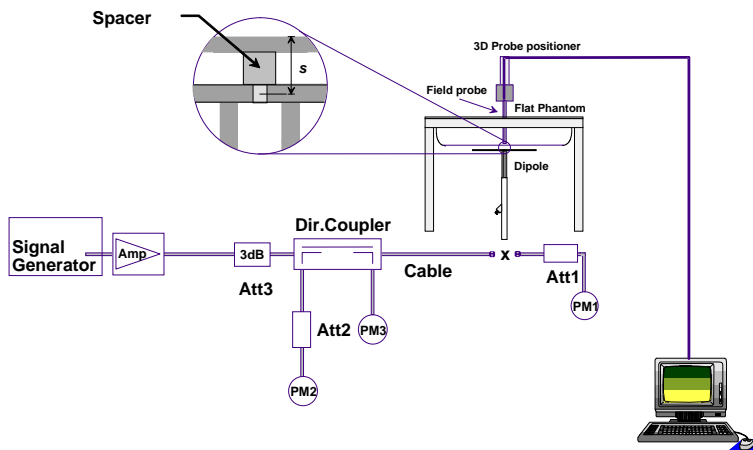 Spacer
s
3D Probe positioner
Field probe
Flat Phantom
Dipole
Dir.Coupler
Signal
Generator
Amp
3dB
Cable
x
Att1
Att3
PM1
Att2
PM3
PM2